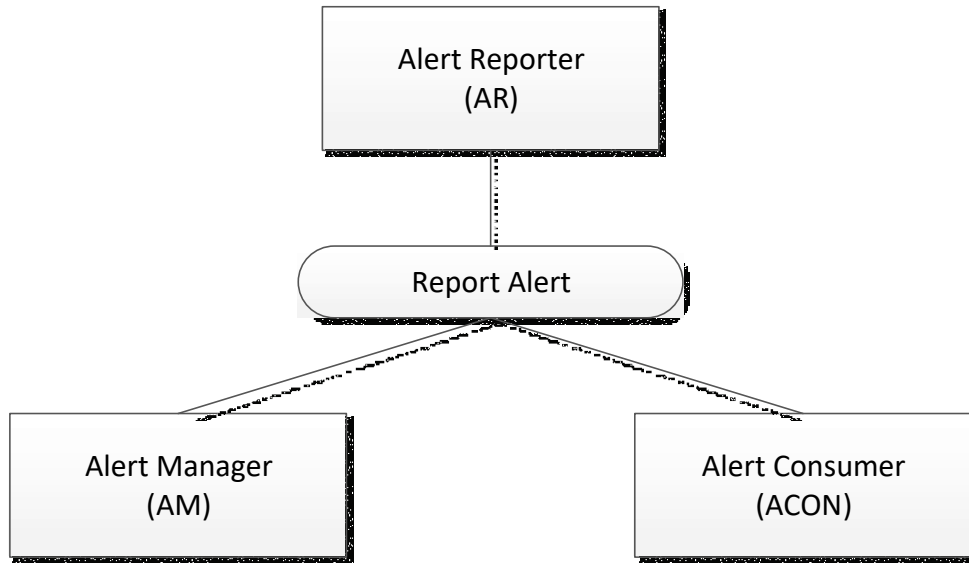 Alert Reporter
(AR)
Report Alert
Alert Manager
(AM)
Alert Consumer
(ACON)